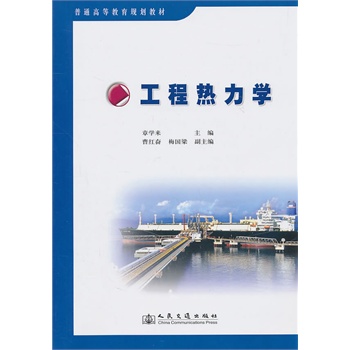 普通高等教育规划教材
工程热力学
章学来 主编
曹红奋 梅国梁 副主编
人民交通出版社
China Communications Press